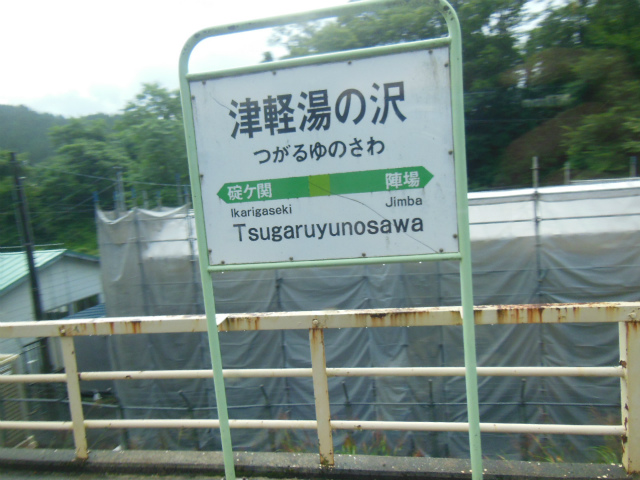 津軽湯の沢
つがるゆのさわ
碇ケ関 陣場
Ikarigaseki Jimba
Tsugaruyunosawa